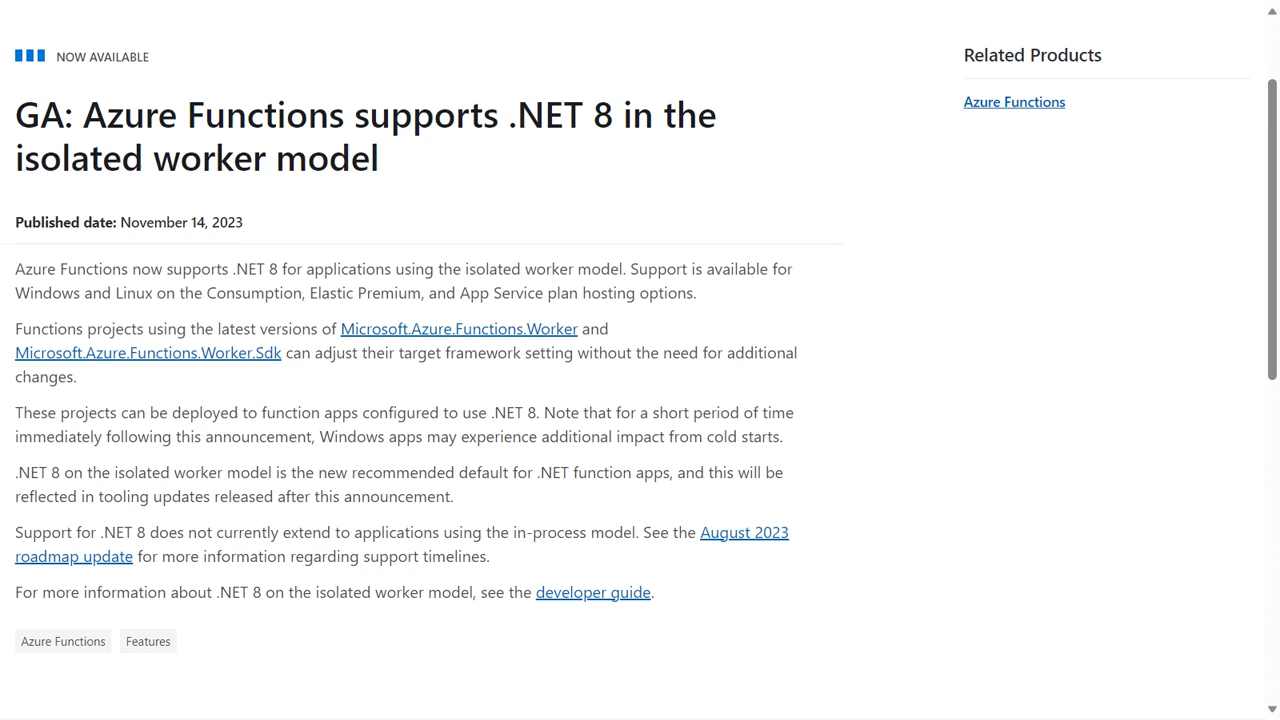 NOW AVAILABLE
GA: Azure Functions supports .NET 8 in the
isolated worker model
Published date: November 14, 2023
Azure Functions now supports .NET 8 for applications using the isolated worker model. Support is available for
Windows and Linux on the Consumption, Elastic Premium, and App Service plan hosting options.
Functions projects using the latest versions of Microsoft.Azure.Functions.Worker and
Microsoft.Azure.Functions.Worker.Sdk can adjust their target framework setting without the need for additional
changes.
These projects can be deployed to function apps configured to use .NET 8. Note that for a short period of time
immediately following this announcement, Windows apps may experience additional impact from cold starts.
.NET 8 on the isolated worker model is the new recommended default for .NET function apps, and this will be
reflected in tooling updates released after this announcement.
Support for .NET 8 does not currently extend to applications using the in-process model. See the August 2023
roadmap update for more information regarding support timelines.
For more information about .NET 8 on the isolated worker model, see the developer guide.
Azure Functions Features
Related Products
Azure Functions